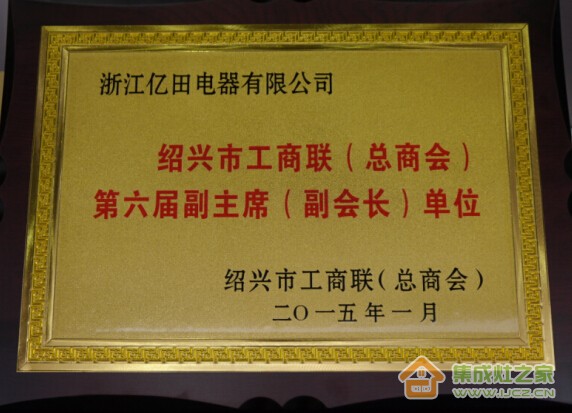 浙江亿田电器有限公司
绍兴市工商联（总商会）
第六届副主席（副会长）单位
绍兴市工商联（总商会）
二〇一五年一月
集成灶之家
WWW.IJCZ.CN